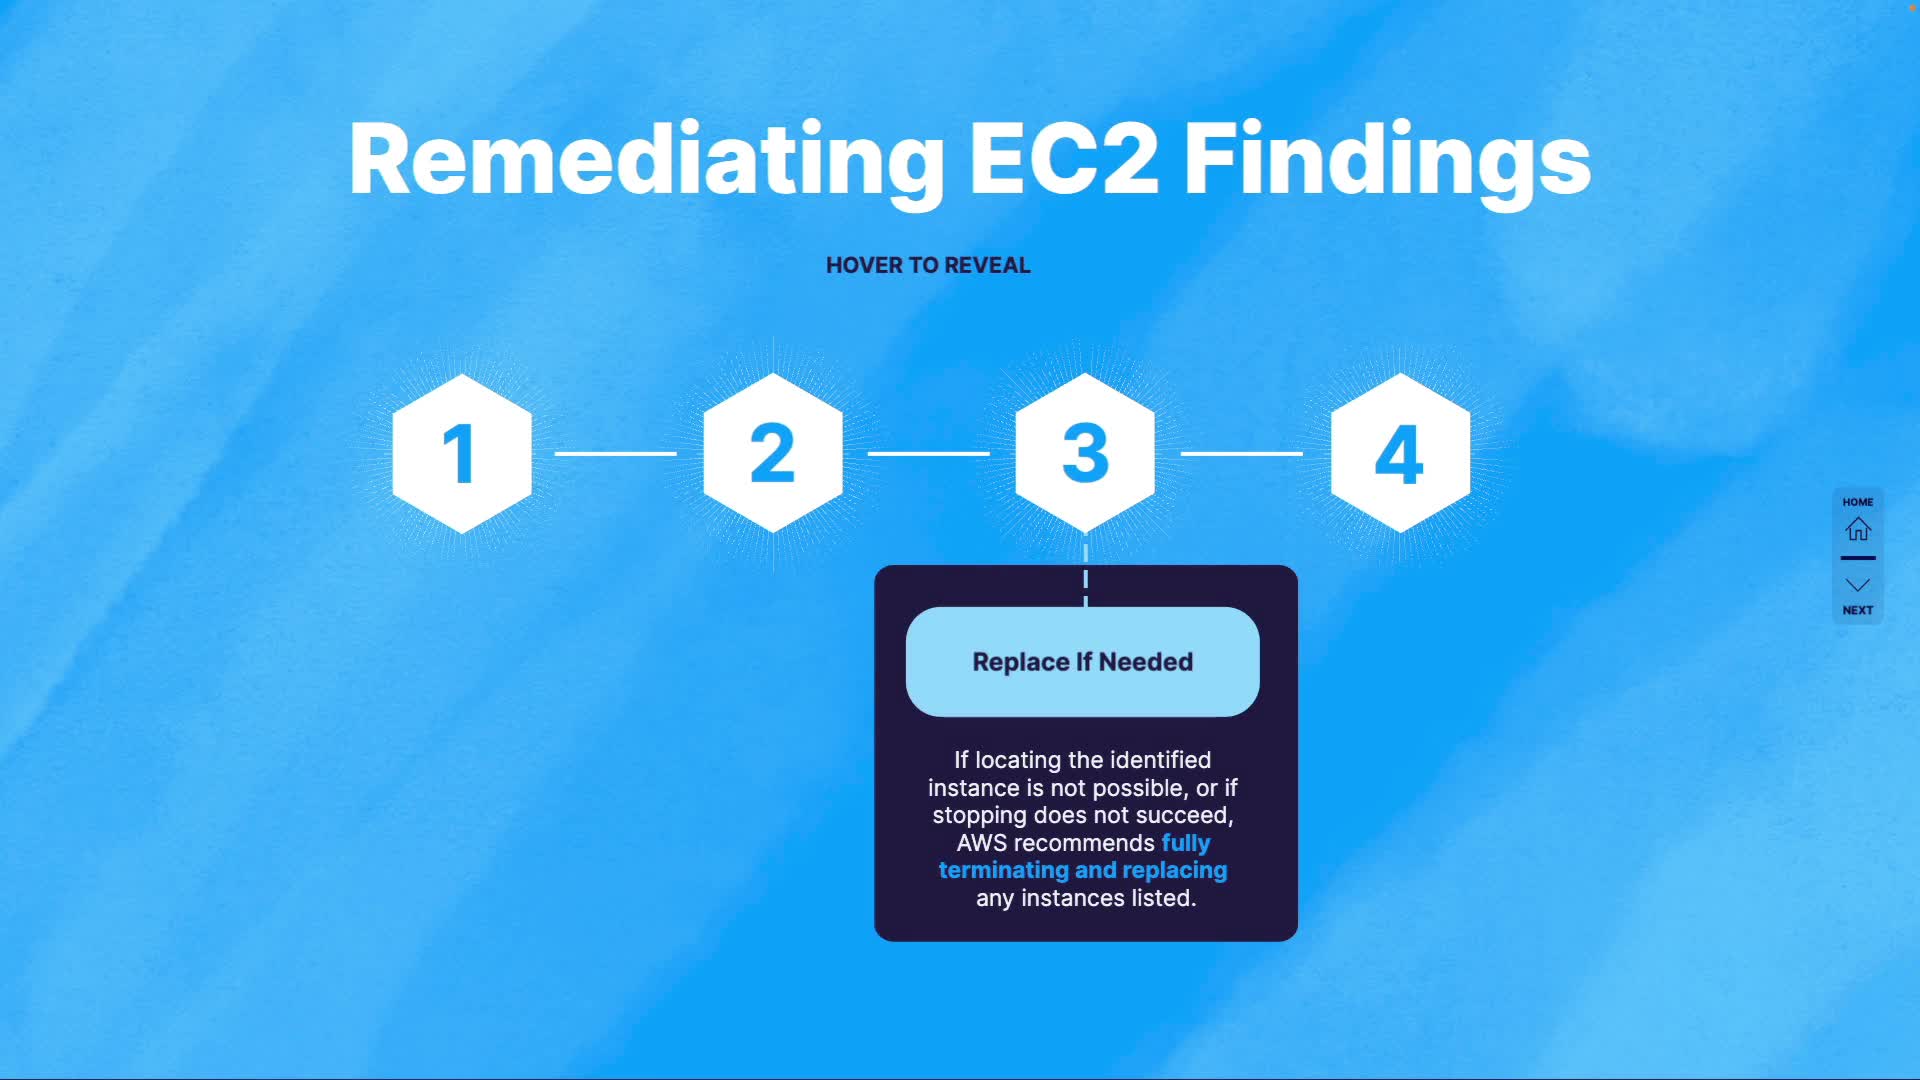 Remediating EC2 Findings
HOVER TO REVEAL
1
2
3
4
HOME
NEXT
Replace If Needed
If locating the identified
instance is not possible, or if
stopping does not succeed,
AWS recommends fully
terminating and replacing
any instances listed.